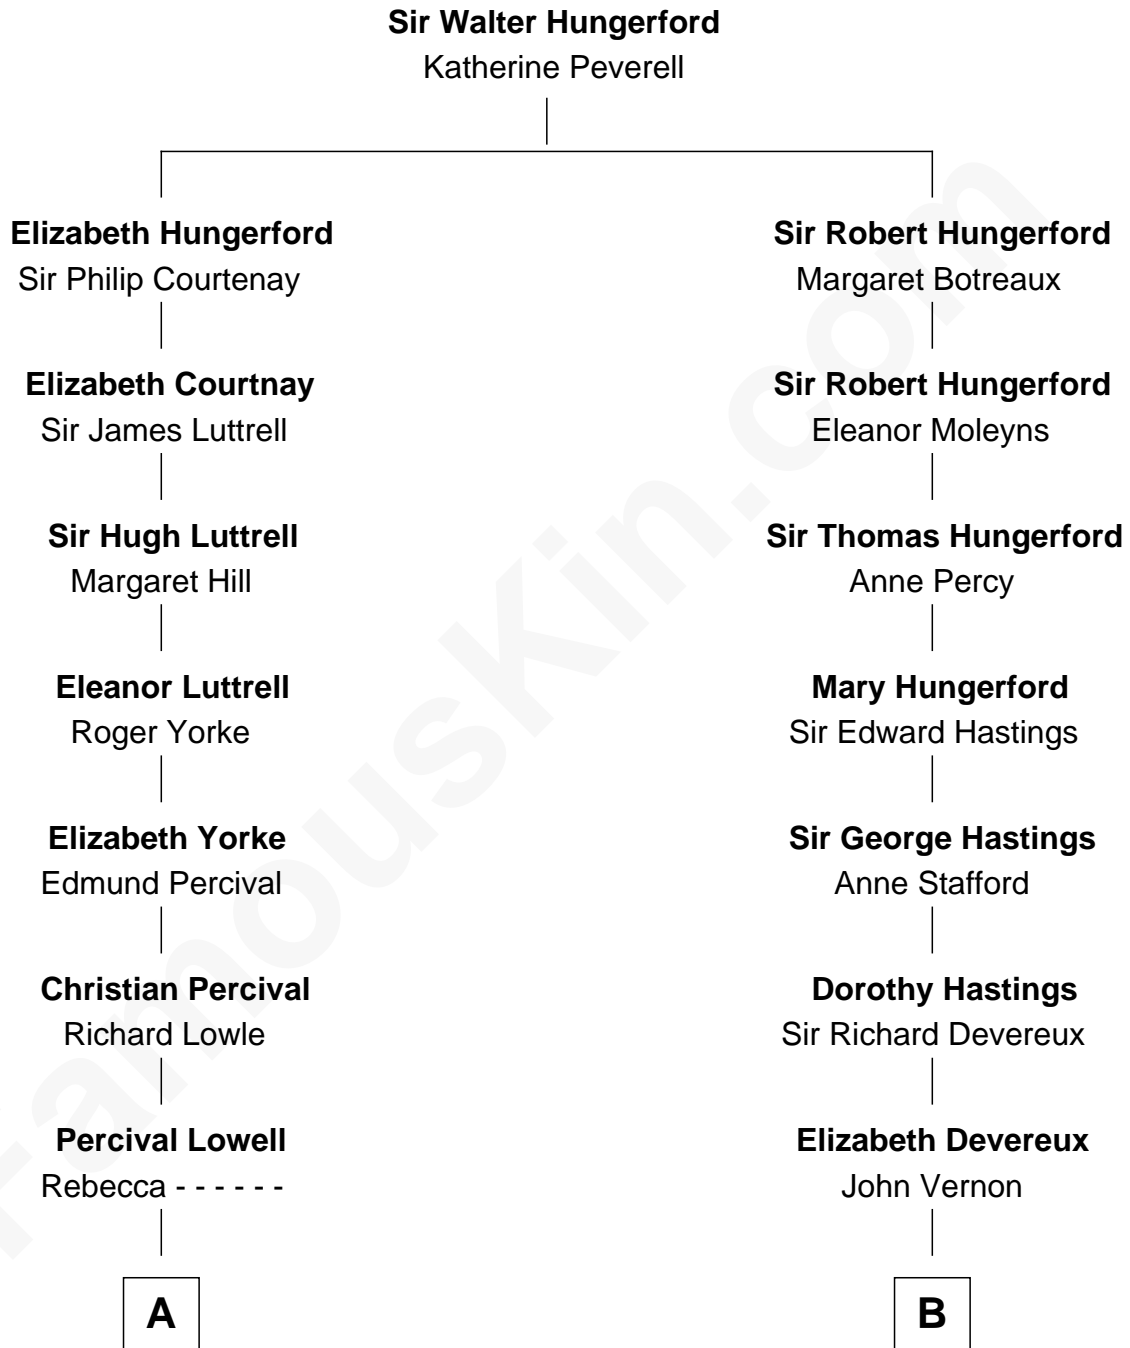 Sir Walter Hungerford
Katherine Peverell
Elizabeth Hungerford
Sir Philip Courtenay
Sir Robert Hungerford
Margaret Botreaux
Elizabeth Courtnay
Sir James Luttrell
Sir Robert Hungerford
Eleanor Moleyns
Sir Hugh Luttrell
Margaret Hill
Sir Thomas Hungerford
Anne Percy
Eleanor Luttrell
Roger Yorke
Mary Hungerford
Sir Edward Hastings
Elizabeth Yorke
Edmund Percival
Sir George Hastings
Anne Stafford
Christian Percival
Richard Lowle
Dorothy Hastings
Sir Richard Devereux
Percival Lowell
Rebecca - - - - - -
Elizabeth Devereux
John Vernon
A
B
FamousKin.com